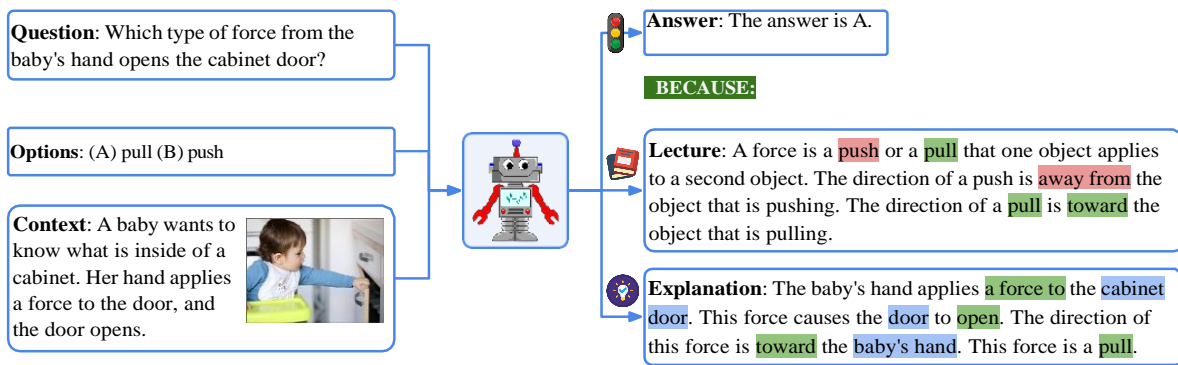 Question: Which type of force from the
baby's hand opens the cabinet door?
Options: (A) pull (B) push
Context: A baby wants to
know what is inside of a
cabinet. Her hand applies
a force to the door, and
the door opens.
Answer: The answer is A.
BECAUSE:
Lecture: A force is a push or a pull that one object applies
to a second object. The direction of a push is away from the
object that is pushing. The direction of a pull is toward the
object that is pulling.
Explanation: The baby's hand applies a force to the cabinet
door. This force causes the door to open. The direction of
this force is toward the baby's hand. This force is a pull.